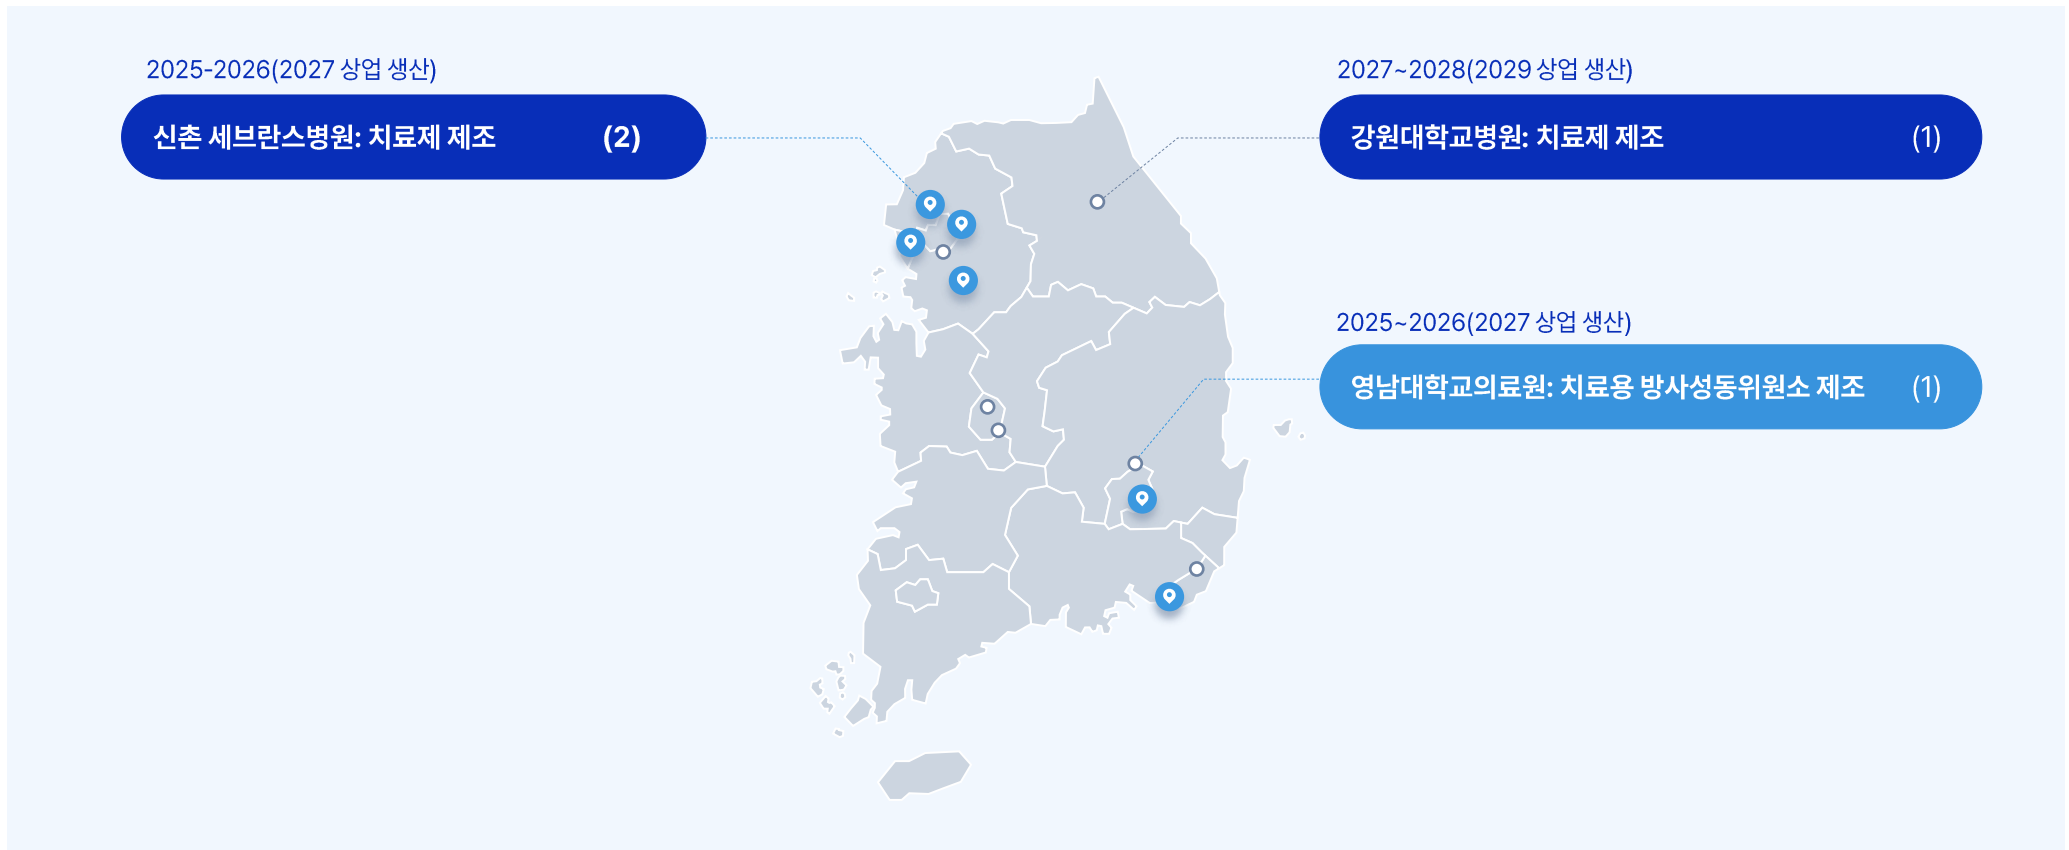 2025-2026(2027 상업 생산)
신촌 세브란스병원: 치료제 제조 (2)
2027~2028(2029 상업 생산)
강원대학교병원: 치료제 제조 (1)
2025~2026(2027 상업 생산)
영남대학교의료원: 치료용 방사성동위원소 제조 (1)